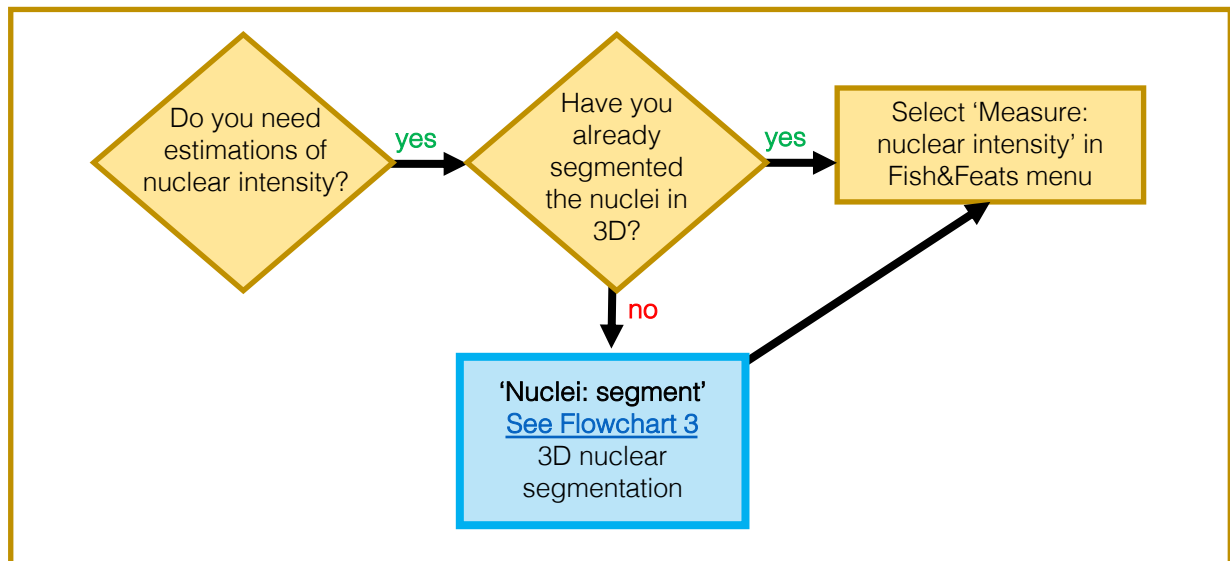 Do you need
estimations of
nuclear intensity?
yes
Have you
already
segmented
the nuclei in
3D?
yes
Select ‘Measure:
nuclear intensity’ in
Fish&Feats menu
no
‘Nuclei: segment’
See Flowchart 3
3D nuclear
segmentation